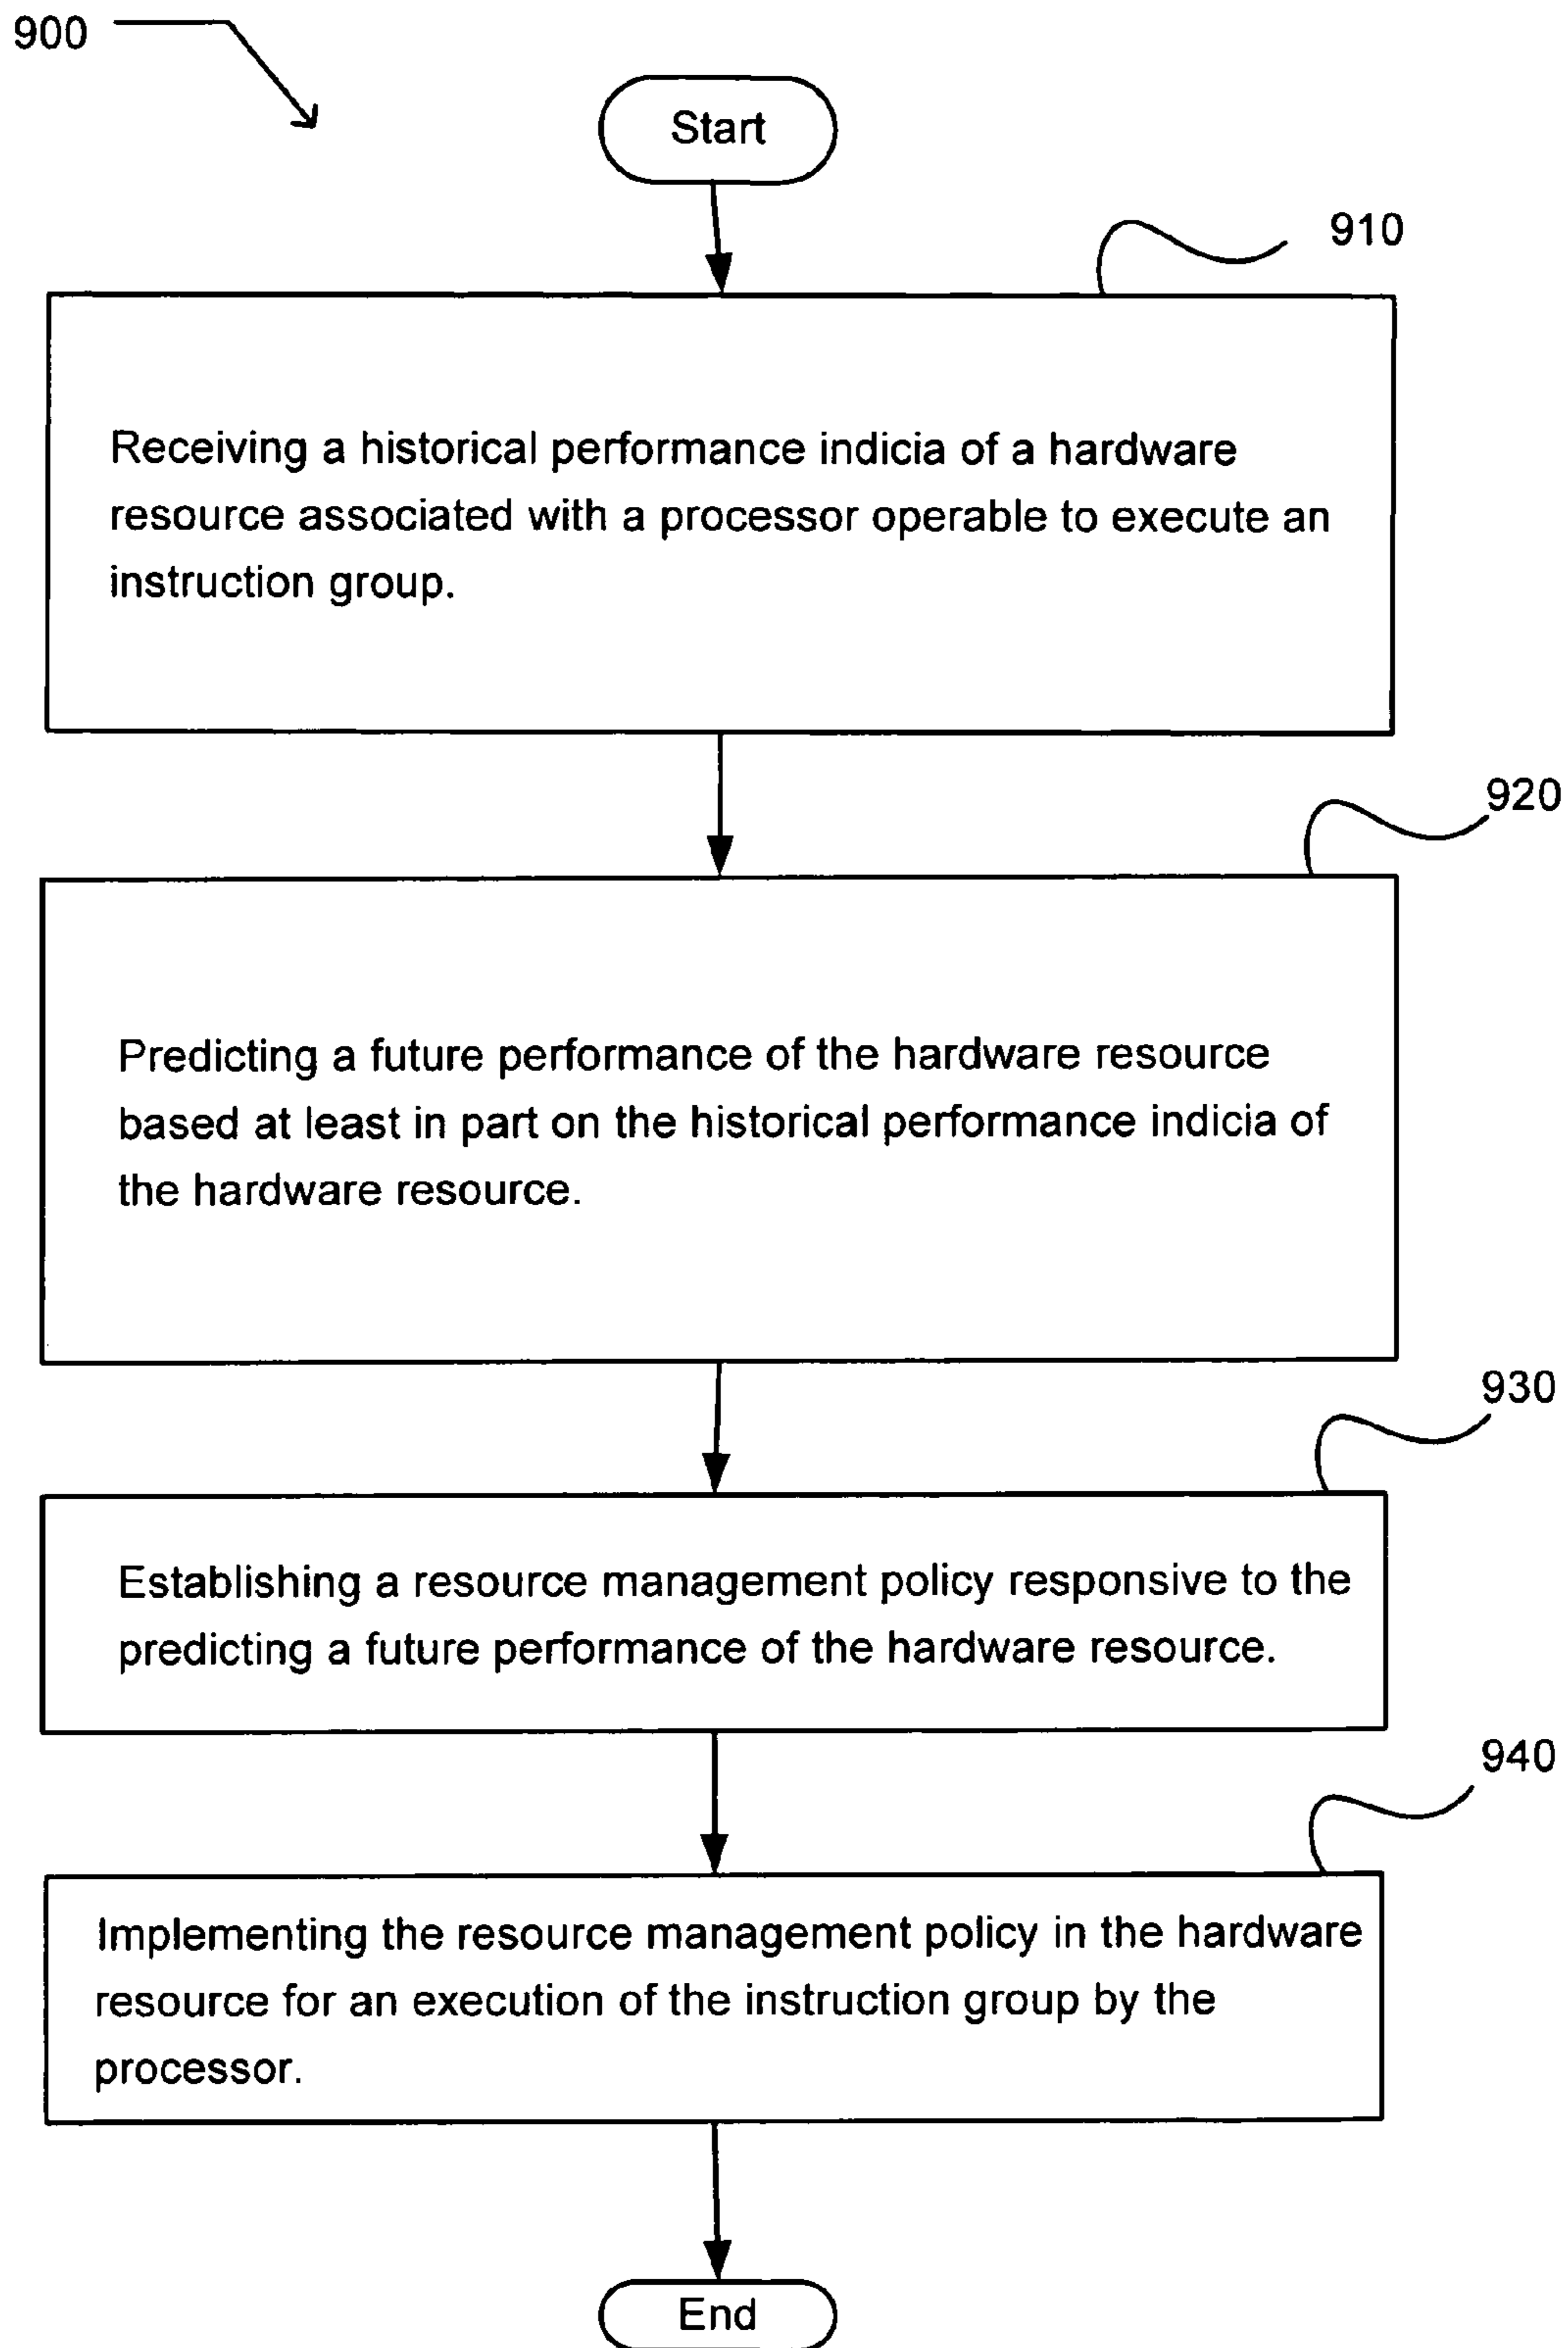 900
Start
910
Receiving a historical performance indicia of a hardware
resource associated with a processor operable to execute an
instruction group.
920
Predicting a future performance of the hardware resource
based at least in part on the historical performance indicia of
the hardware resource.
930
Establishing a resource management policy responsive to the
predicting a future performance of the hardware resource.
940
Implementing the resource management policy in the hardware
resource for an execution of the instruction group by the
processor.
End